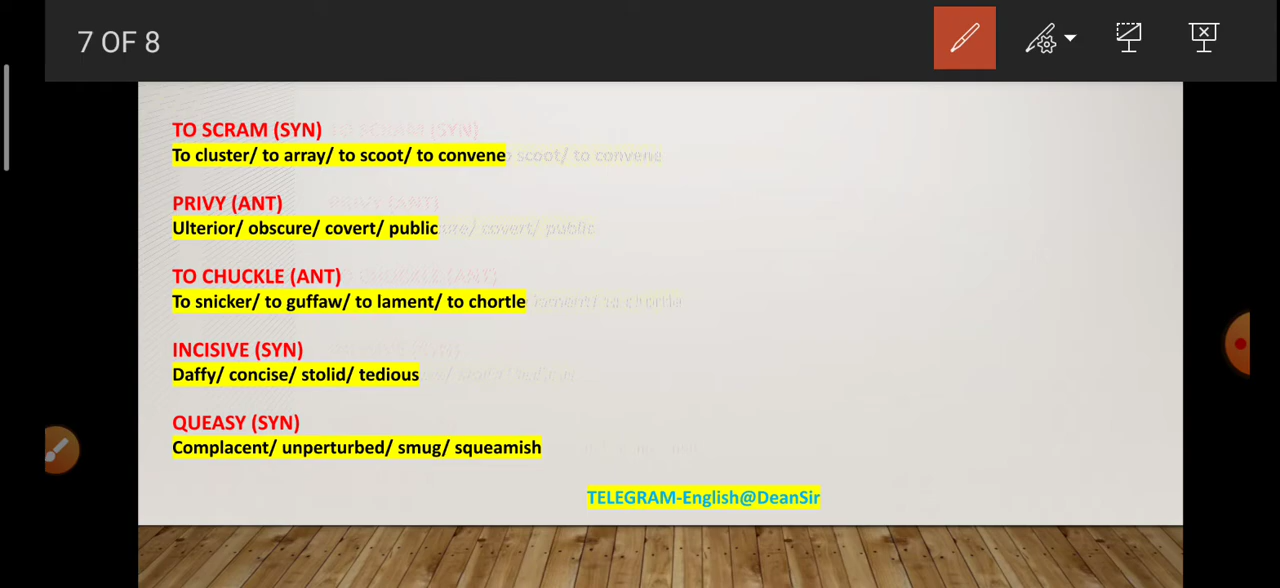 7 OF 8
TO SCRAM (SYN)
To cluster/ to array/ to scoot/ to convene
PRIVY (ANT)
Ulterior/ obscure/ covert/ public
TO CHUCKLE (ANT)
To snicker/ to guffaw/ to lament/ to chortle
INCISIVE (SYN)
Daffy/ concise/ stolid/ tedious
QUEASY (SYN)
Complacent/ unperturbed/ smug/ squeamish
TELEGRAM-English@DeanSir